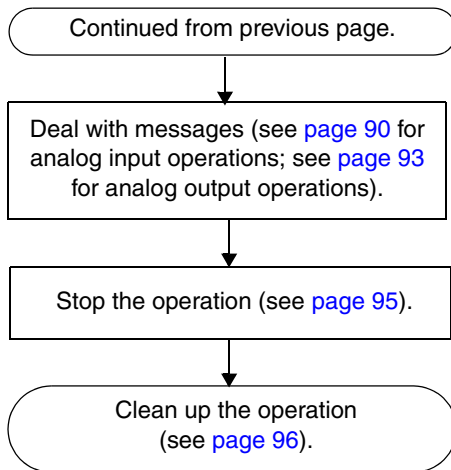 Continued from previous page.
Deal with messages (see page 90 for
analog input operations; see page 93
for analog output operations).
Stop the operation (see page 95).
Clean up the operation
(see page 96).